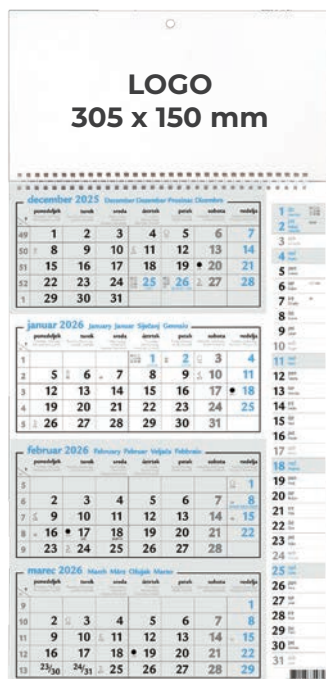 LOGO
305 x 150 mm
december 2025 December Dezember Prosinac Dicembre
ponedeljek torek sreda četrtek petek sobota nedelja
49 1 2 3 4 5 6 7
50 8 9 10 11 12 13 14
51 15 16 17 18 19 20 21
52 22 23 24 25 26 27 28
1 29 30 31
januar 2026 January Januar Siječanj Gennaio
ponedeljek torek sreda četrtek petek sobota nedelja
1 1 2 3 4
2 5 6 7 8 9 10 11
3 12 13 14 15 16 17 18
4 19 20 21 22 23 24 25
5 26 27 28 29 30 31
februar 2026 February Februar Veljača Febbraio
ponedeljek torek sreda četrtek petek sobota nedelja
5 1
6 2 3 4 5 6 7 8
7 9 10 11 12 13 14 15
8 16 17 18 19 20 21 22
9 23 24 25 26 27 28
marec 2026 March März Ožujak Marzo
ponedeljek torek sreda četrtek petek sobota nedelja
9 1
10 2 3 4 5 6 7 8
11 9 10 11 12 13 14 15
12 16 17 18 19 20 21 22
13 23/30 24/31 25 26 27 28 29
1
2
3
4
5
6
7
8
9
10
11
12
13
14
15
16
17
18
19
20
21
22
23
24
25
26
27
28
29
30
31